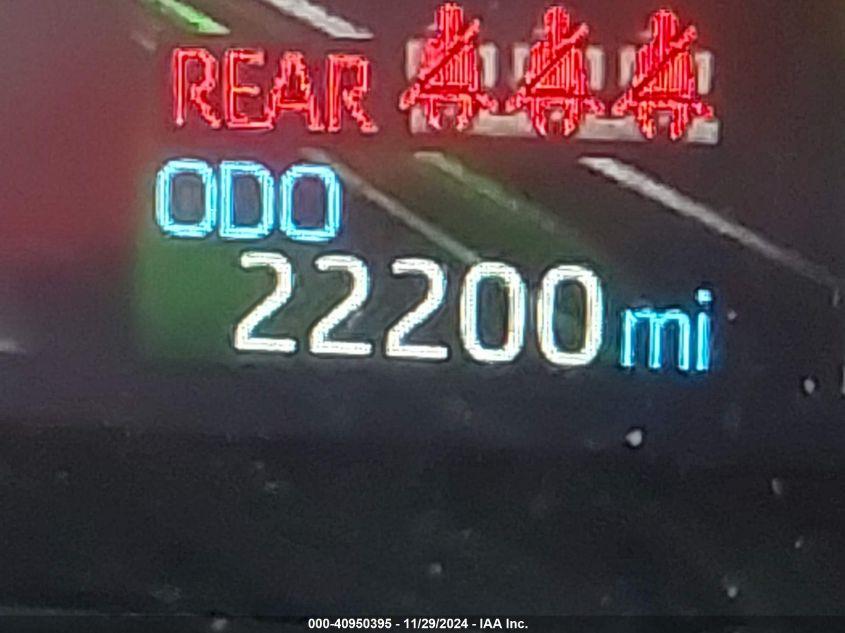 REAR
ODO
22200 mi
000-40950395 - 11/29/2024 - IAA Inc.